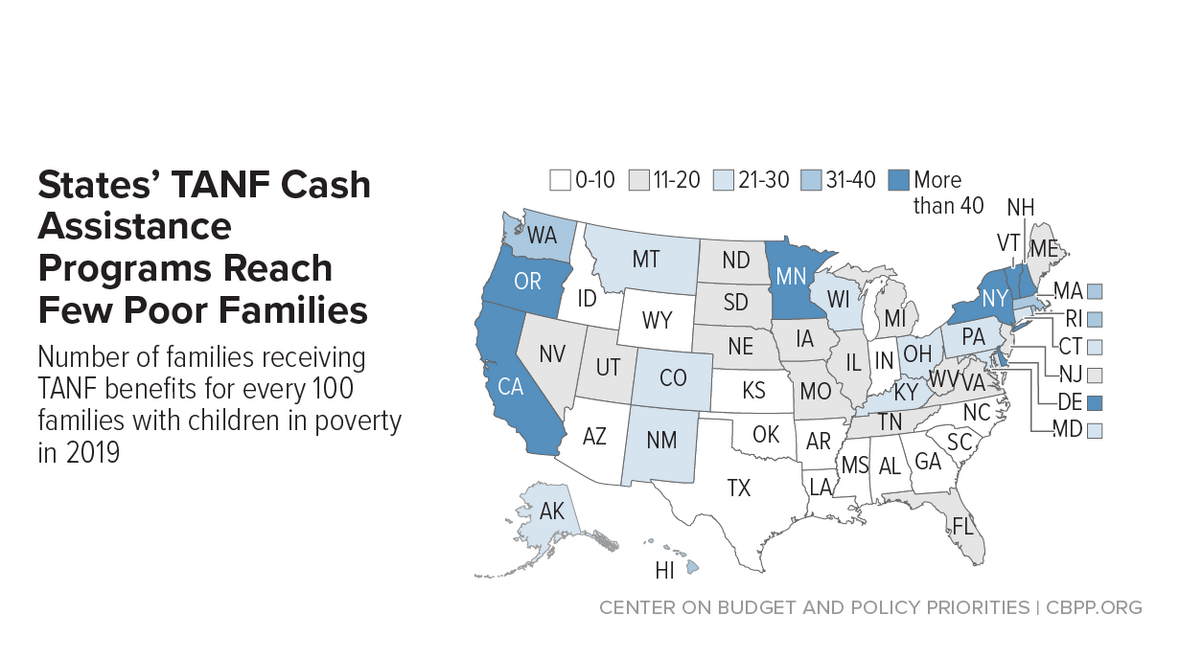 States’ TANF Cash
Assistance
Programs Reach
Few Poor Families
Number of families receiving
TANF benefits for every 100
families with children in poverty
in 2019
0-10 11-20 21-30 31-40 More
than 40
NH
VT
ME
WA
MT
ND
MN
OR
ID
WY
SD
WI
MI
NY
MA
RI
CT
NJ
DE
MD
NV
UT
CO
NE
IA
IL
IN
OH
PA
CA
KS
MO
KY
WV
VA
AZ
NM
OK
AR
TN
NC
SC
TX
LA
MS
AL
GA
FL
AK
HI
CENTER ON BUDGET AND POLICY PRIORITIES | CBPP.ORG